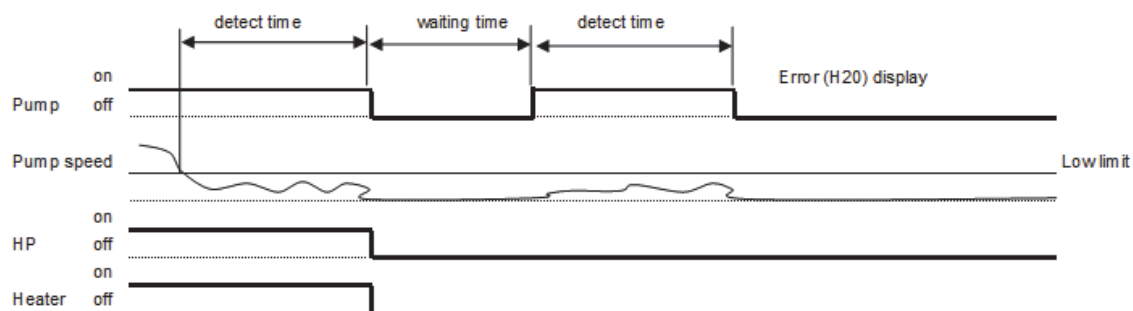 detect time waiting time detect time
on Error (H20) display
Pump off
Pump speed Low limit
on
HP off
on
Heater off